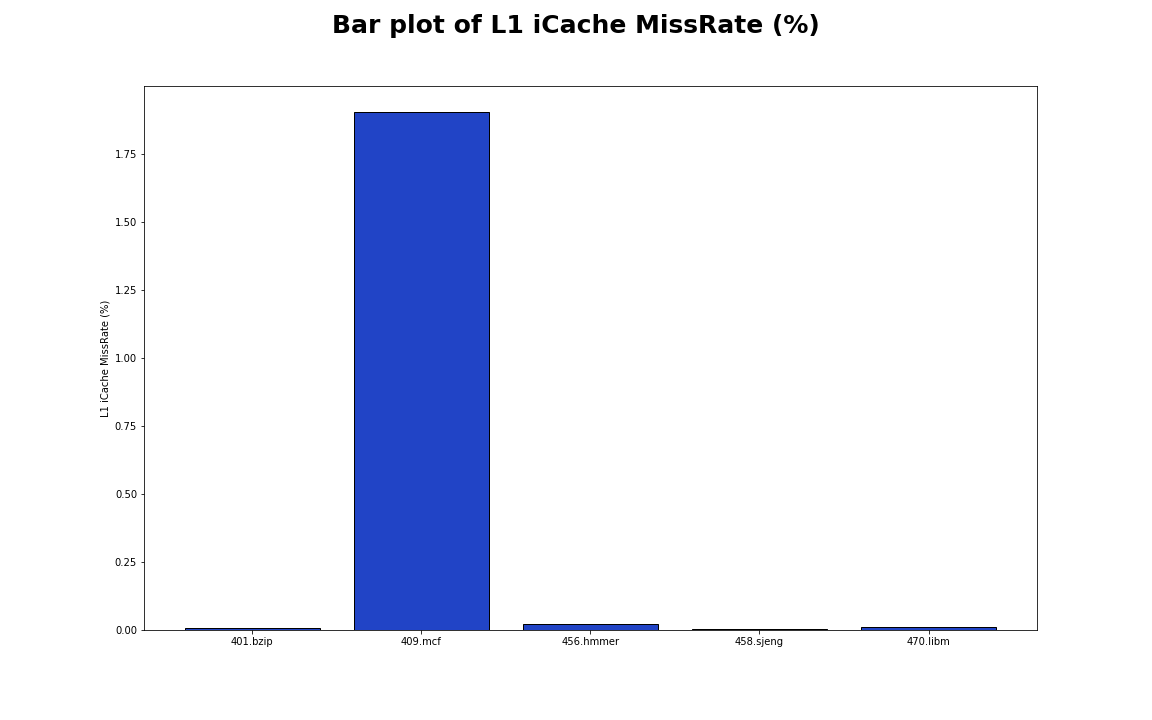 Bar plot of L1 iCache MissRate (%)
L1 iCache MissRate (%)
1.75
1.50
1.25
1.00
0.75
0.50
0.25
0.00
401.bzip 409.mcf 456.hmmer 458.sjeng 470.libm